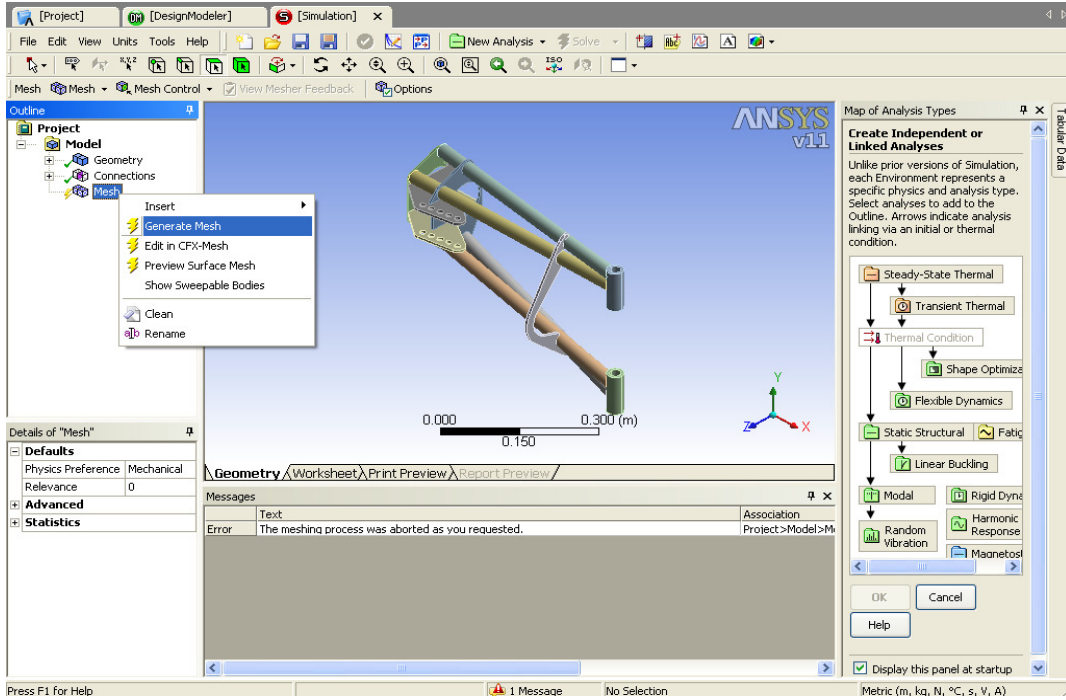 [Project]
[DesignModeler]
[Simulation]
File Edit View Units Tools Help
New Analysis
Solve
Mesh Mesh Mesh Control View Mesher Feedback Options
Outline
Project
Model
Geometry
Connections
Mesh
Insert
Generate Mesh
Edit in CFX-Mesh
Preview Surface Mesh
Show Sweepable Bodies
Clean
Rename
Details of "Mesh"
Defaults
Physics Preference Mechanical
Relevance 0
Advanced
Statistics
ANSYS
v11
0.000 0.300 (m)
0.150
Y
Z X
Geometry Worksheet Print Preview Report Preview
Messages
Text Association
Error The meshing process was aborted as you requested. Project>Model>M
Map of Analysis Types
Create Independent or
Linked Analyses
Unlike prior versions of Simulation,
each Environment represents a
specific physics and analysis type.
Select analyses to add to the
Outline. Arrows indicate analysis
linking via an initial or thermal
condition.
Steady-State Thermal
Transient Thermal
Thermal Condition
Shape Optimiza
Flexible Dynamics
Static Structural Fatig
Linear Buckling
Modal Rigid Dyna
Random
Vibration
Harmonic
Response
Magnetost
OK Cancel
Help
Display this panel at startup
Tabular Data
Press F1 for Help
1 Message
No Selection
Metric (m, kg, N, °C, s, V, A)